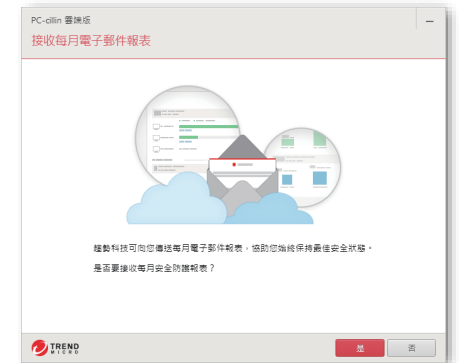 PC-cillin 雲端版
接收每月電子郵件報表
趨勢科技可向您傳送每月電子郵件報表，協助您始終保持最佳安全狀態。
是否要接收每月安全防護報表？
TREND
MICRO
是
否